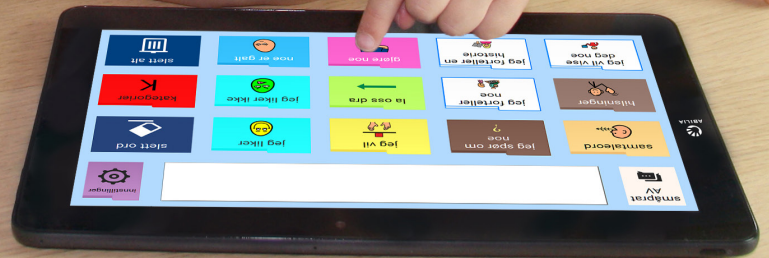 småprat
AV
innstillinger
samtaleord
?
jeg spør om
noe
jeg vil
jeg liker
slett ord
hilsninger
jeg forteller
noe
la oss dra
jeg liker ikke
K
kategorier
jeg vil vise
deg noe
jeg forteller en
historie
gjøre noe
noe er galt
slett alt
ABILIA